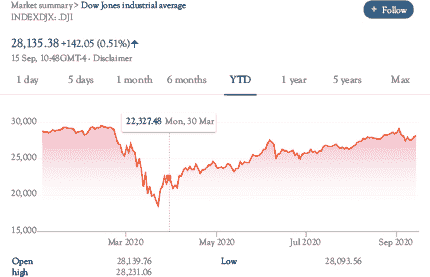 Market summary > Dow Jones industrial average
+ Follow
INDEXDJX: .DJI
28,135.38 +142.05 (0.51%)↑
15 Sep, 10:48GMT-4 · Disclaimer
1 day 5 days 1 month 6 months YTD 1 year 5 years Max
22,327.48 Mon, 30 Mar
30,000
25,000
20,000
15,000
Mar 2020 May 2020 Jul 2020 Sep 2020
Open 28,139.76 Low 28,093.56
high 28,231.06